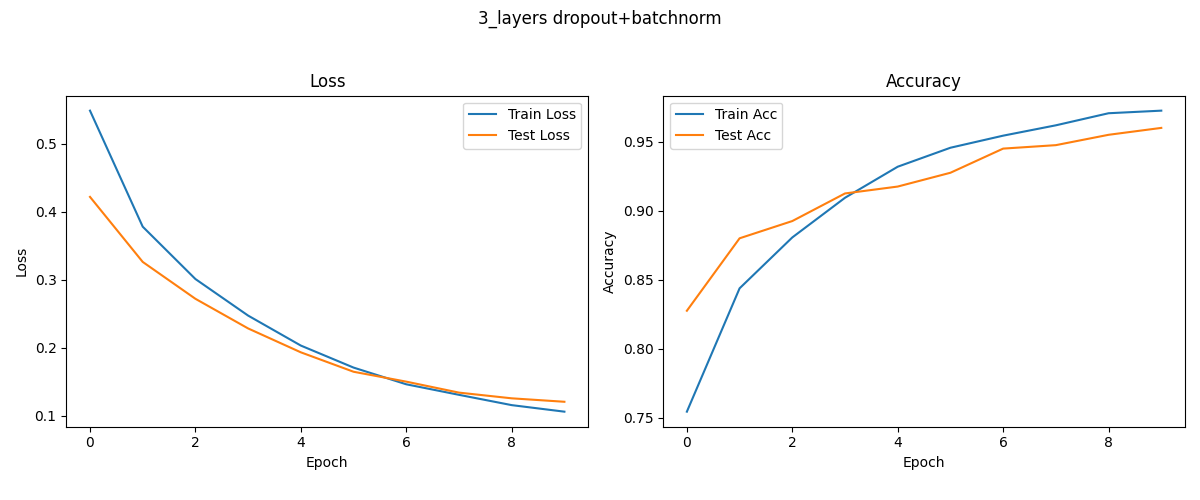 3_layers dropout+batchnorm
Loss
Train Loss
Test Loss
0.5
0.4
0.3
0.2
0.1
Loss
0 2 4 6 8
Epoch
Accuracy
Train Acc
Test Acc
0.95
0.90
0.85
0.80
0.75
Accuracy
0 2 4 6 8
Epoch